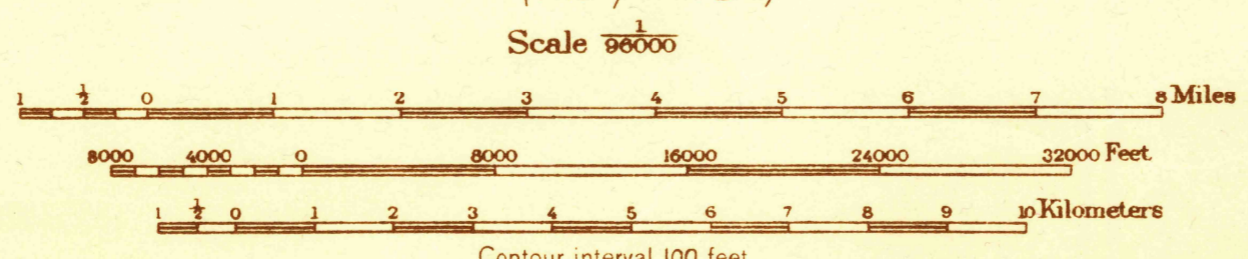 Scale 1/96000
1 ½ 0 1 2 3 4 5 6 7 8 Miles
8000 4000 0 8000 16000 24000 32000 Feet
1 ½ 0 1 2 3 4 5 6 7 8 9 10 Kilometers
Contour interval 100 feet